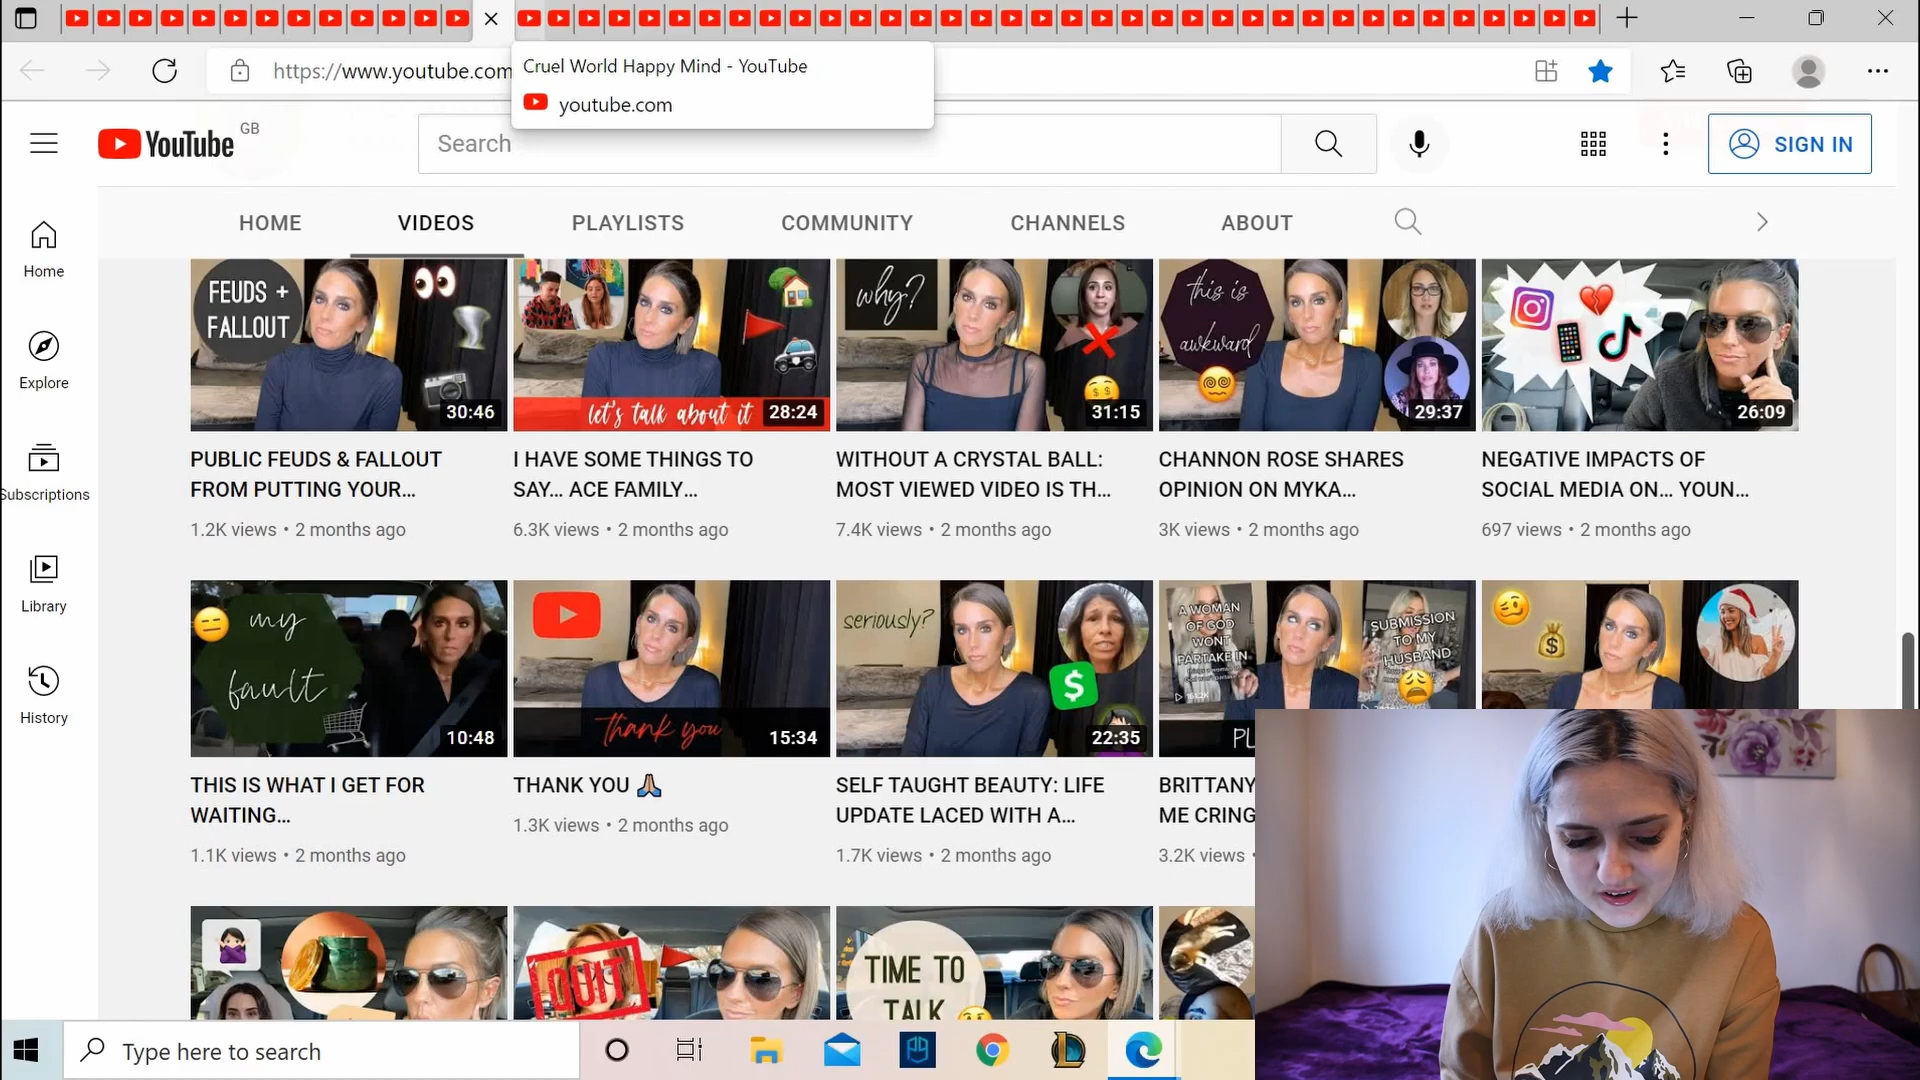 https://www.youtube.com
Cruel World Happy Mind - YouTube
youtube.com
YouTube GB
Search
SIGN IN
HOME VIDEOS PLAYLISTS COMMUNITY CHANNELS ABOUT
Home
Explore
Subscriptions
Library
History
FEUDS +
FALLOUT
30:46
let's talk about it 28:24
why?
31:15
this is
awkward
29:37
26:09
PUBLIC FEUDS & FALLOUT
FROM PUTTING YOUR...
1.2K views • 2 months ago
I HAVE SOME THINGS TO
SAY... ACE FAMILY...
6.3K views • 2 months ago
WITHOUT A CRYSTAL BALL:
MOST VIEWED VIDEO IS TH...
7.4K views • 2 months ago
CHANNON ROSE SHARES
OPINION ON MYKA...
3K views • 2 months ago
NEGATIVE IMPACTS OF
SOCIAL MEDIA ON... YOUN...
697 views • 2 months ago
my
fault
10:48
thank you
15:34
seriously?
22:35
A WOMAN
OF GOD
WONT
PARTAKE IN
SUBMISSION
TO MY
HUSBAND
PL
THIS IS WHAT I GET FOR
WAITING...
1.1K views • 2 months ago
THANK YOU 🙏🏽
1.3K views • 2 months ago
SELF TAUGHT BEAUTY: LIFE
UPDATE LACED WITH A...
1.7K views • 2 months ago
BRITTANY
ME CRING
3.2K views •
QUIT
TIME TO
TALK
Type here to search